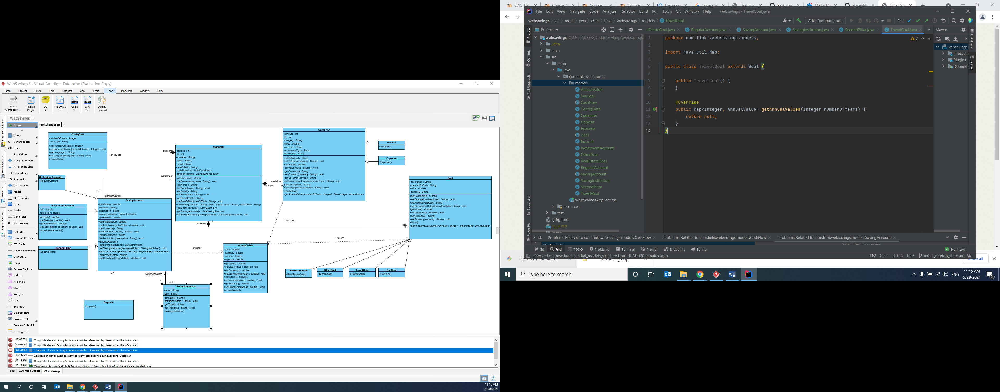 WebSavings * - Visual Paradigm Enterprise (Evaluation Copy)
Dash Project ITSM Agile Diagram View Team Tools Modeling Window Help
Doc. Composer
Publish Project
DB
Hibernate
Code
API
Quality Control
WebSavings
Diagram Navigator
Model Explorer
Property
Diagram Backlog
Cursor
<default package>
Class
Generalization
Usage
Association
N-ary Association
Association Class
Dependency
Abstraction
Collaboration
Model
REST Service
Note
Anchor
Constraint
Containment
Package
Diagram Overview
ETL Table
Generic Connector
User Story
Image
Screen Capture
Callout
Rectangle
Oval
Polygon
Line
Text Box
Diagram Info
Business Rule
Business Rule Link
ConfigData
-numberOfYears : Integer
-language : String
+getNumberOfYears() : Integer
+setNumberOfYears(numberOfYears : Integer) : void
+getLanguage() : String
+setLanguage(language : String) : void
+ConfigData()
1
configData
customer
Customer
-attribute : int
-ID : int
-surname : String
-name : String
-email : String
-dateOfBirth : String
-cashFlowsList : List<CashFlow>
-savingAccounts : List<SavingAccount>
+getSurname() : String
+setSurname(surname : String) : void
+getName() : String
+setName(name : String) : void
+getEmail() : String
+setEmail(email : String) : void
+getDateOfBirth() : String
+setDateOfBirth(dateOfBirth : String) : void
+Customer(surname : String, name : String, email : String, dateOfBirth : String)
+getCashFlowsList() : List<CashFlow>
+getSavingAccounts() : List<SavingAccount>
+setSavingAccounts(savingAccounts : List<SavingAccount>) : void
CashFlow
-attribute : int
-ID : int
-category : String
-value : double
-currency : String
-occurrenceType : String
-description : String
+getCategory() : String
+setCategory(category : String) : void
+getValue() : double
+setValue(value : double) : void
+getCurrency() : String
+setCurrency(currency : String) : void
+getOccurrenceType() : String
+setOccurrenceType(occurrenceType : String) : void
+getDescription() : String
+setDescription(description : String) : void
+CashFlow()
+getAnnualValues(numberOfYears : Integer) : Map<Integer, AnnualValue>
Income
+Income()
Expense
+Expense()
1
cashflow
customer
Goal
-description : String
-plannedForDate : String
-value : double
-currency : String
+getDescription() : String
+setDescription(description : String) : void
+getPlannedForDate() : String
+setPlannedForDate(plannedForDate : String) : void
+getValue() : double
+setValue(value : double) : void
+getCurrency() : String
+setCurrency(currency : String) : void
+Goal()
+getAnnualValues(numberOfYears : Integer) : Map<Integer, AnnualValue>
RegularAccount
+RegularAccount()
customers
1
0..*
savingAccount
InvestmentAccount
-risk : double
-riskFactor : double
+getRisk() : double
+setRisk(risk : double) : void
+getRiskFactor() : double
+setRiskFactor(riskFactor : double) : void
+InvestmentAccount()
SavingAccount
-initialValue : double
-currency : String
-description : String
-savingInstitution : SavingInstitution
-growthRate : double
+getInitialValue() : double
+setInitialValue(initialValue : double) : void
+getCurrency() : String
+setCurrency(currency : String) : void
+getDescription() : String
+setDescription(description : String) : void
+SavingAccount()
+getSavingInstitution() : SavingInstitution
+setSavingInstitution(savingInstitution : SavingInstitution) : void
+getAnnualValues(numberOfYears) : Map<Integer, AnnualValue>
+getGrowthRate() : double
+setGrowthRate(growthRate : double) : void
SecondPillar
+SecondPillar()
customer
1
goal
0..*
<<use>>
<<use>>
<<use>>
AnnualValue
-value : double
-currency : double
-income : double
-expense : double
+getValue() : double
+setValue(value : double) : void
+getCurrency() : double
+setCurrency(currency : double) : void
+getIncome() : double
+setIncome(income : double) : void
+getExpense() : double
+setExpense(expense : double) : void
+AnnualValue()
RealEstateGoal
+RealEstateGoal()
OtherGoal
+OtherGoal()
TravelGoal
+TravelGoal()
CarGoal
+CarGoal()
savingAccounts 0..*
1
bank
SavingInstitution
-name : String
-type : String
+getName() : String
+setName(name : String) : void
+getType() : String
+setType(type : String) : void
+SavingInstitution()
Deposit
+Deposit()
[10:08:02] Composite element SavingAccount cannot be referenced by classes other than Customer.
[10:09:45] Composite element SavingAccount cannot be referenced by classes other than Customer.
[10:11:46] Composite element SavingAccount cannot be referenced by classes other than Customer.
[10:14:22] Composition not allowed on many-to-many association: SavingAccount, Customer
[10:14:48] Composite element SavingAccount cannot be referenced by classes other than Customer.
[10:15:16] Class SavingAccount's attribute (savingInstitution : SavingInstitution) must specify a supported type.
Log Automatic Update ORM Message
11:15 AM
5/28/2021
СИСТЕМ Course: Course: Course: Наставе composit Thank yo Password Mail - M MarijaNik Git - Dow
File Edit View Navigate Code Analyze Refactor Build Run Tools Git Window Help websavings - TravelGoal.java
websavings src main java com finki websavings models TravelGoal
Add Configuration... Git:
Project
alEstateGoal.java RegularAccount.java SavingAccount.java SavingInstitution.java SecondPillar.java TravelGoal.java Maven
Project
Commit
Pull Requests
Structure
Favorites
websavings C:\Users\USER\Desktop\Marija\websavings
.idea
.mvn
src
main
java
com.finki.websavings
models
AnnualValue
CarGoal
CashFlow
ConfigData
Customer
Deposit
Expense
Goal
Income
InvestmentAccount
OtherGoal
RealEstateGoal
RegularAccount
SavingAccount
SavingInstitution
SecondPillar
TravelGoal
WebSavingsApplication
resources
test
.gitignore
HELP.md
1 package com.finki.websavings.models;
2
3 import java.util.Map;
4
5 public class TravelGoal extends Goal {
6
7 public TravelGoal() {
8 }
9
10 @Override
11 public Map<Integer, AnnualValue> getAnnualValues(Integer numberOfYears) {
12 return null;
13 }
14 }
2
websavings
Lifecycle
Plugins
Depende
Database
Maven
Find: Problems Related to com.finki.websavings.models.CashFlow Problems Related to com.finki.websavings.models.CashFlow Problems Related to com.finki.websavings.models.SavingAccount
Targets
Select item to preview
Git Find TODO Problems Terminal Profiler Endpoints Spring 4 Event Log
Checked out new branch initial_models_structure from HEAD (20 minutes ago) 14:2 CRLF UTF-8 Tab* initial_models_structure
websavings.zip
Show all
Type here to search
ENG
11:15 AM
5/28/2021
2